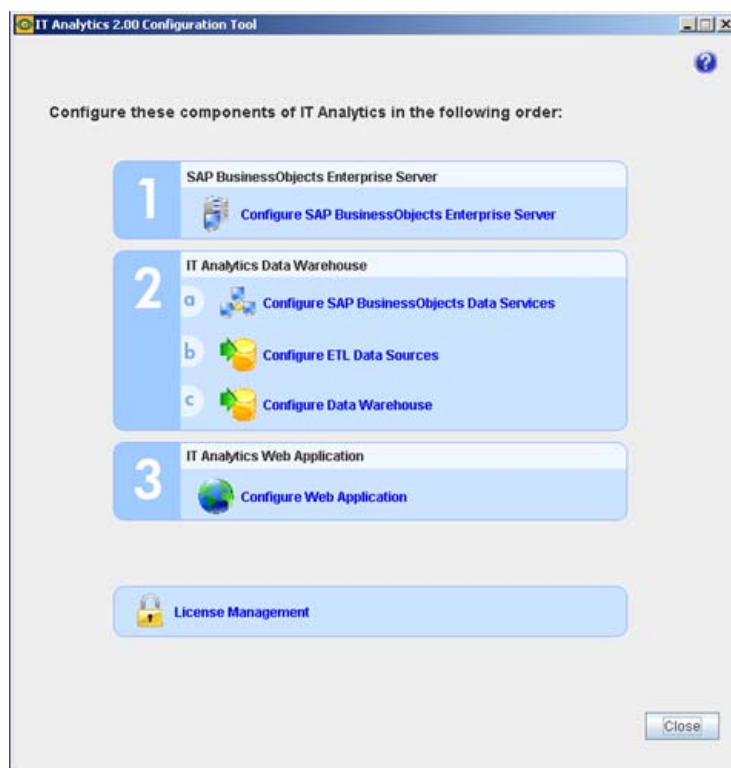 IT Analytics 2.00 Configuration Tool
?
Configure these components of IT Analytics in the following order:
1
SAP BusinessObjects Enterprise Server
Configure SAP BusinessObjects Enterprise Server
2
IT Analytics Data Warehouse
a Configure SAP BusinessObjects Data Services
b Configure ETL Data Sources
c Configure Data Warehouse
3
IT Analytics Web Application
Configure Web Application
License Management
Close